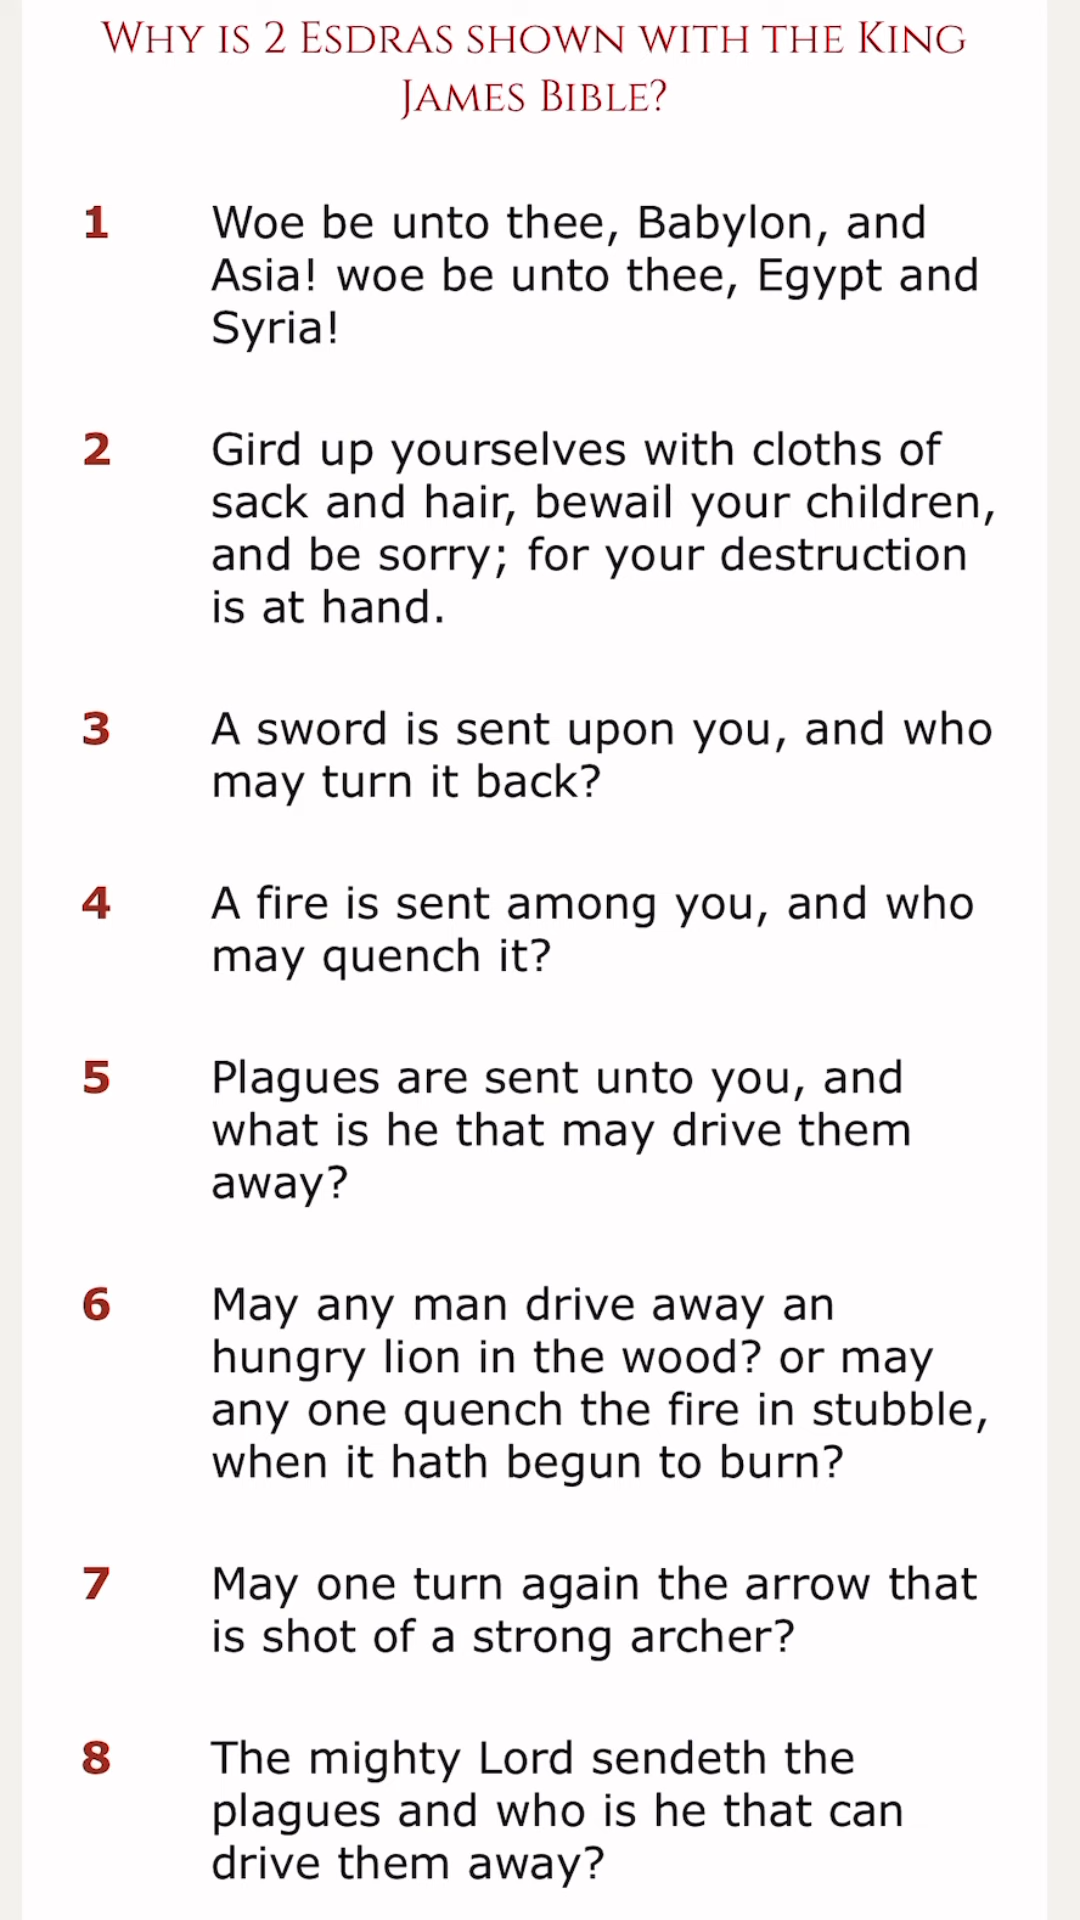 Why is 2 Esdras shown with the King
James Bible?
1 Woe be unto thee, Babylon, and
Asia! woe be unto thee, Egypt and
Syria!
2 Gird up yourselves with cloths of
sack and hair, bewail your children,
and be sorry; for your destruction
is at hand.
3 A sword is sent upon you, and who
may turn it back?
4 A fire is sent among you, and who
may quench it?
5 Plagues are sent unto you, and
what is he that may drive them
away?
6 May any man drive away an
hungry lion in the wood? or may
any one quench the fire in stubble,
when it hath begun to burn?
7 May one turn again the arrow that
is shot of a strong archer?
8 The mighty Lord sendeth the
plagues and who is he that can
drive them away?